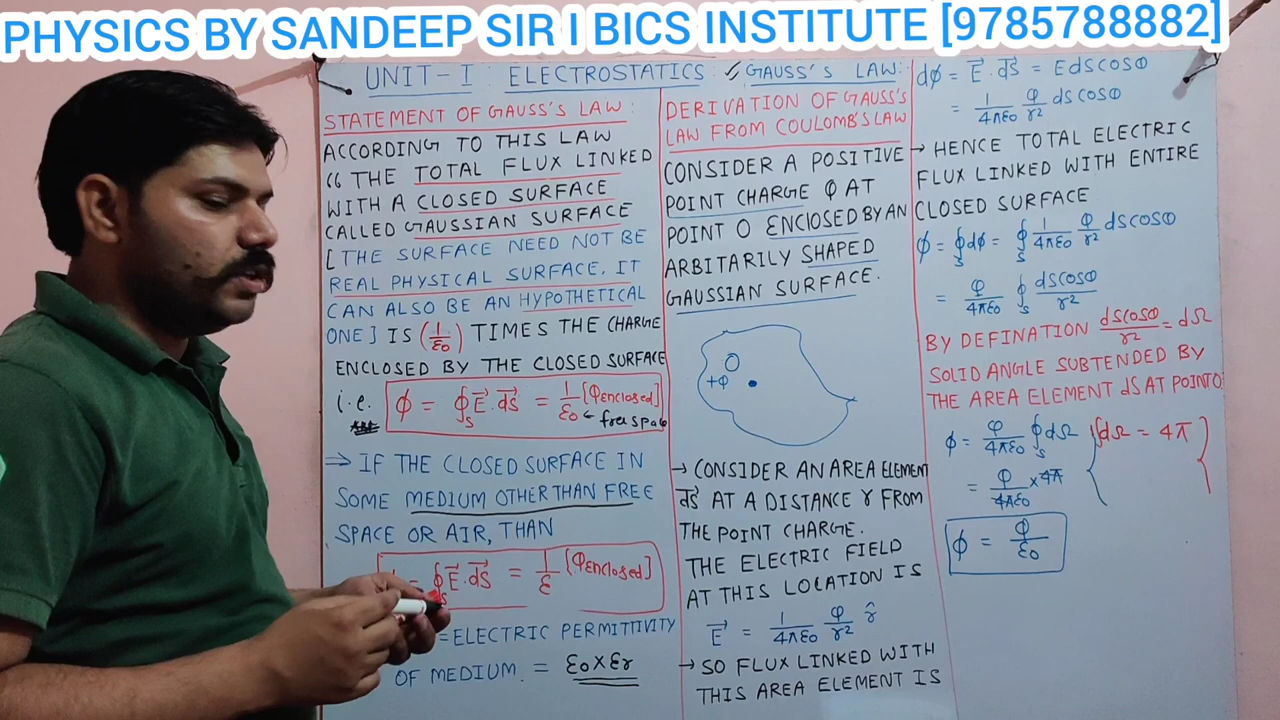 PHYSICS BY SANDEEP SIR I BICS INSTITUTE [9785788882]
UNIT-I : ELECTROSTATICS : ✓ GAUSS'S LAW:
STATEMENT OF GAUSS'S LAW:
ACCORDING TO THIS LAW
“ THE TOTAL FLUX LINKED
WITH A CLOSED SURFACE
CALLED GAUSSIAN SURFACE
[THE SURFACE NEED NOT BE
REAL PHYSICAL SURFACE. IT
CAN ALSO BE AN HYPOTHETICAL
ONE] IS (1/ε0) TIMES THE CHARGE
ENCLOSED BY THE CLOSED SURFACE
i.e. ϕ = ∮S E⃗.ds⃗ = 1/ε0 [φenclosed]
← free space
⇒ IF THE CLOSED SURFACE IN
SOME MEDIUM OTHER THAN FREE
SPACE OR AIR, THAN
= ∮S E⃗.ds⃗ = 1/ε [φenclosed]
= ELECTRIC PERMITTIVITY
OF MEDIUM. = ε0 × εr
DERIVATION OF GAUSS'S
LAW FROM COULOMB'S LAW
CONSIDER A POSITIVE
POINT CHARGE φ AT
POINT O ENCLOSED BY AN
ARBITARILY SHAPED
GAUSSIAN SURFACE.
O
+φ
→ CONSIDER AN AREA ELEMENT
ds⃗ AT A DISTANCE r FROM
THE POINT CHARGE.
THE ELECTRIC FIELD
AT THIS LOCATION IS
E⃗ = 1/4πε0 φ/r2 r̂
→ SO FLUX LINKED WITH
THIS AREA ELEMENT IS
dϕ = E⃗.ds⃗ = Edscosθ
= 1/4πε0 φ/r2 dscosθ
→ HENCE TOTAL ELECTRIC
FLUX LINKED WITH ENTIRE
CLOSED SURFACE
ϕ = ∮S dϕ = ∮S 1/4πε0 φ/r2 dscosθ
= φ/4πε0 ∮S dscosθ/r2
BY DEFINATION dscosθ/r2 = dΩ
SOLID ANGLE SUBTENDED BY
THE AREA ELEMENT ds AT POINT O
ϕ = φ/4πε0 ∮S dΩ { ∫dΩ = 4π }
= φ/4πε0 × 4π
ϕ = φ/ε0